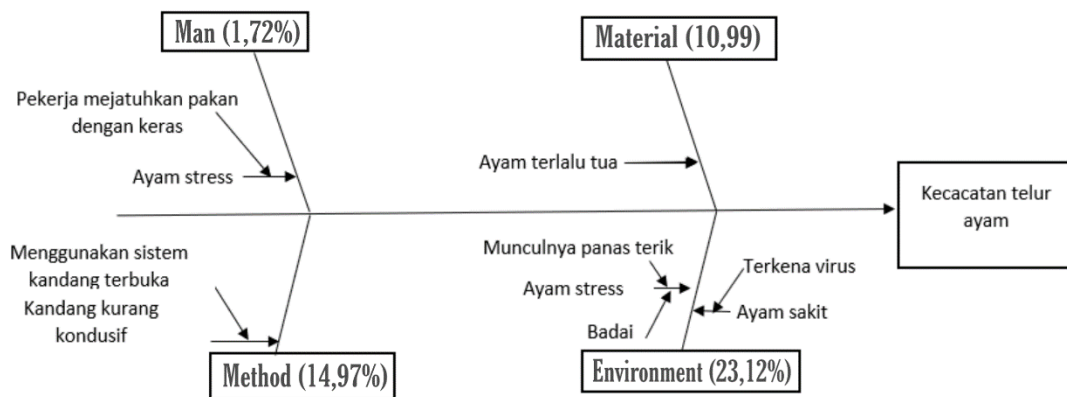 Man (1,72%)
Material (10,99)
Pekerja mejatuhkan pakan
dengan keras
Ayam stress
Ayam terlalu tua
Kecacatan telur
ayam
Menggunakan sistem
kandang terbuka
Kandang kurang
kondusif
Munculnya panas terik
Ayam stress
Badai
Terkena virus
Ayam sakit
Method (14,97%)
Environment (23,12%)